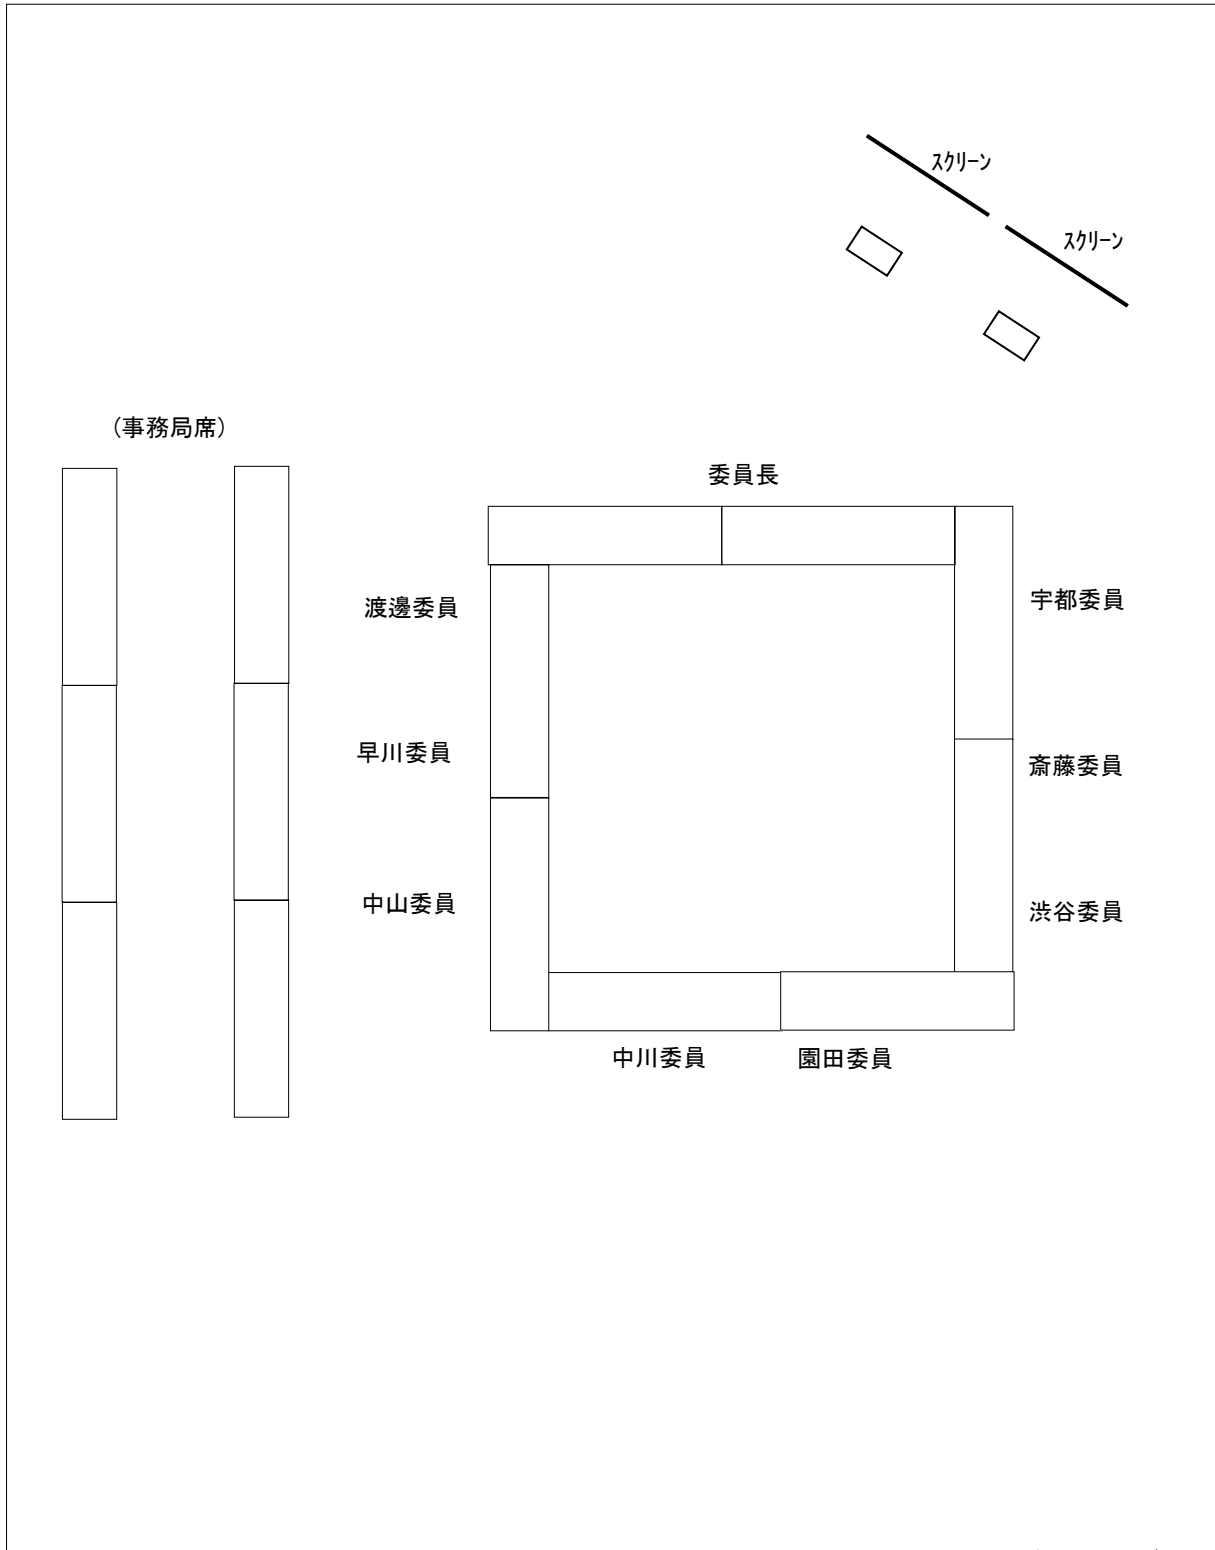 スクリーン
スクリーン
(事務局席)
委員長
渡邊委員
宇都委員
早川委員
斎藤委員
中山委員
渋谷委員
中川委員
園田委員